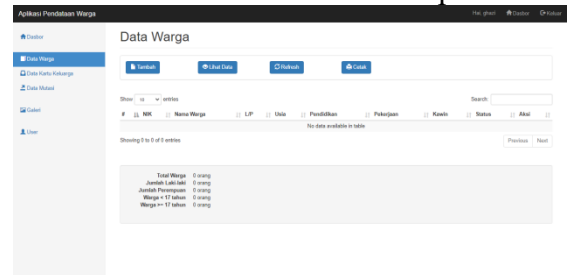 Aplikasi Pendataan Warga
Hai, ghozi Dasbor Keluar
Dasbor
Data Warga
Data Kartu Keluarga
Data Mutasi
Galeri
User
Data Warga
Tambah Lihat Data Refresh Cetak
Show 10 entries Search:
# NIK Nama Warga L/P Usia Pendidikan Pekerjaan Kawin Status Aksi
No data available in table
Showing 0 to 0 of 0 entries
Previous Next
Total Warga 0 orang
Jumlah Laki-laki 0 orang
Jumlah Perempuan 0 orang
Warga < 17 tahun 0 orang
Warga >= 17 tahun 0 orang